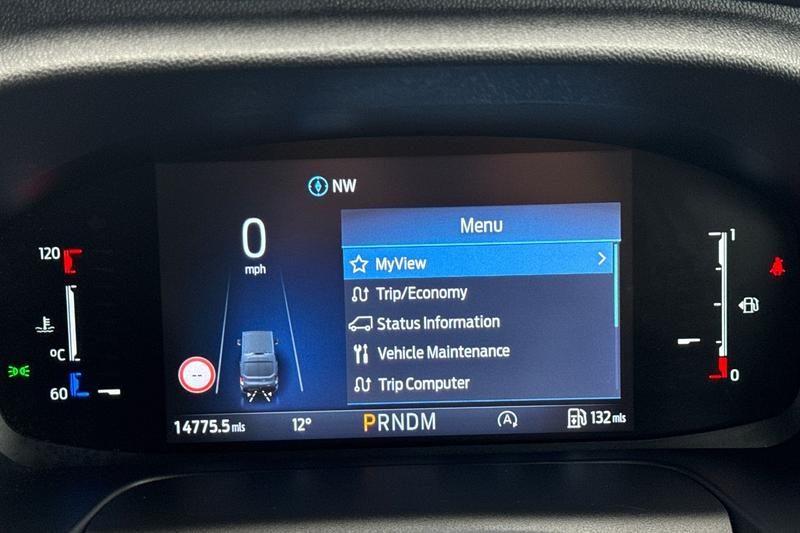 NW
0
mph
Menu
MyView
Trip/Economy
Status Information
Vehicle Maintenance
Trip Computer
120
°C
60
1
0
14775.5 mls
12°
PRNDM
A
132 mls